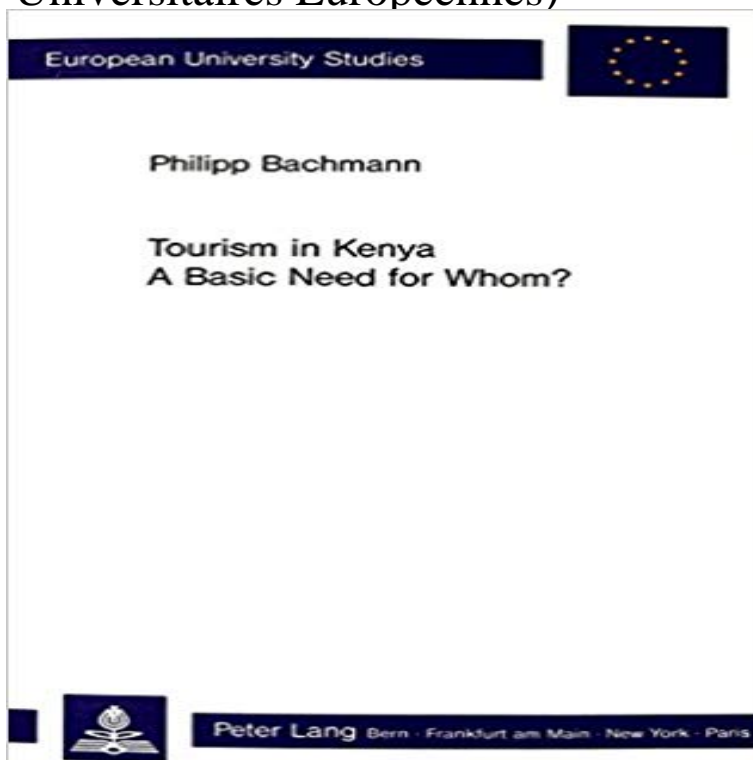 Universitaires Européennes)
European University Studies
Philipp Bachmann
Tourism in Kenya
A Basic Need for Whom?
Peter Lang Bern · Frankfurt am Main · New York · Paris